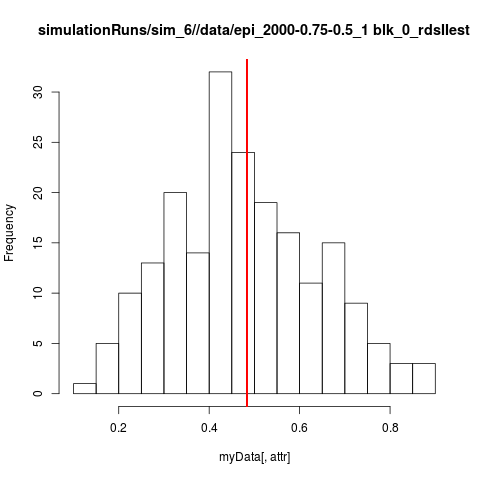 simulationRuns/sim_6//data/epi_2000-0.75-0.5_1 blk_0_rdsIIest
30
25
20
15
10
5
0
Frequency
0.2 0.4 0.6 0.8
myData[, attr]